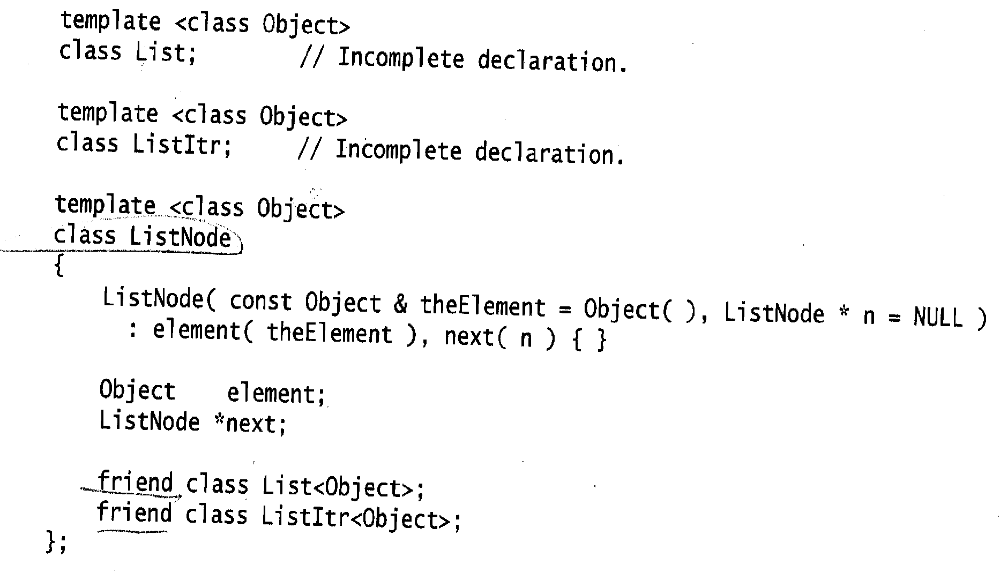 template <class Object>
class List;        // Incomplete declaration.
template <class Object>
class ListItr;     // Incomplete declaration.
template <class Object>
class ListNode
{
    ListNode( const Object & theElement = Object( ), ListNode * n = NULL )
      : element( theElement ), next( n ) { }
    Object    element;
    ListNode *next;
    friend class List<Object>;
    friend class ListItr<Object>;
};